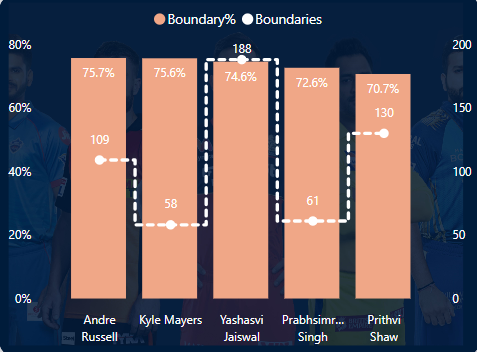 Boundary% Boundaries
80% 200
188
75.7% 75.6% 74.6% 72.6% 70.7%
60% 150
109 130
40% 100
58 61
20% 50
0% 0
Andre Kyle Mayers Yashasvi Prabhsimr... Prithvi
Russell Jaiswal Singh Shaw